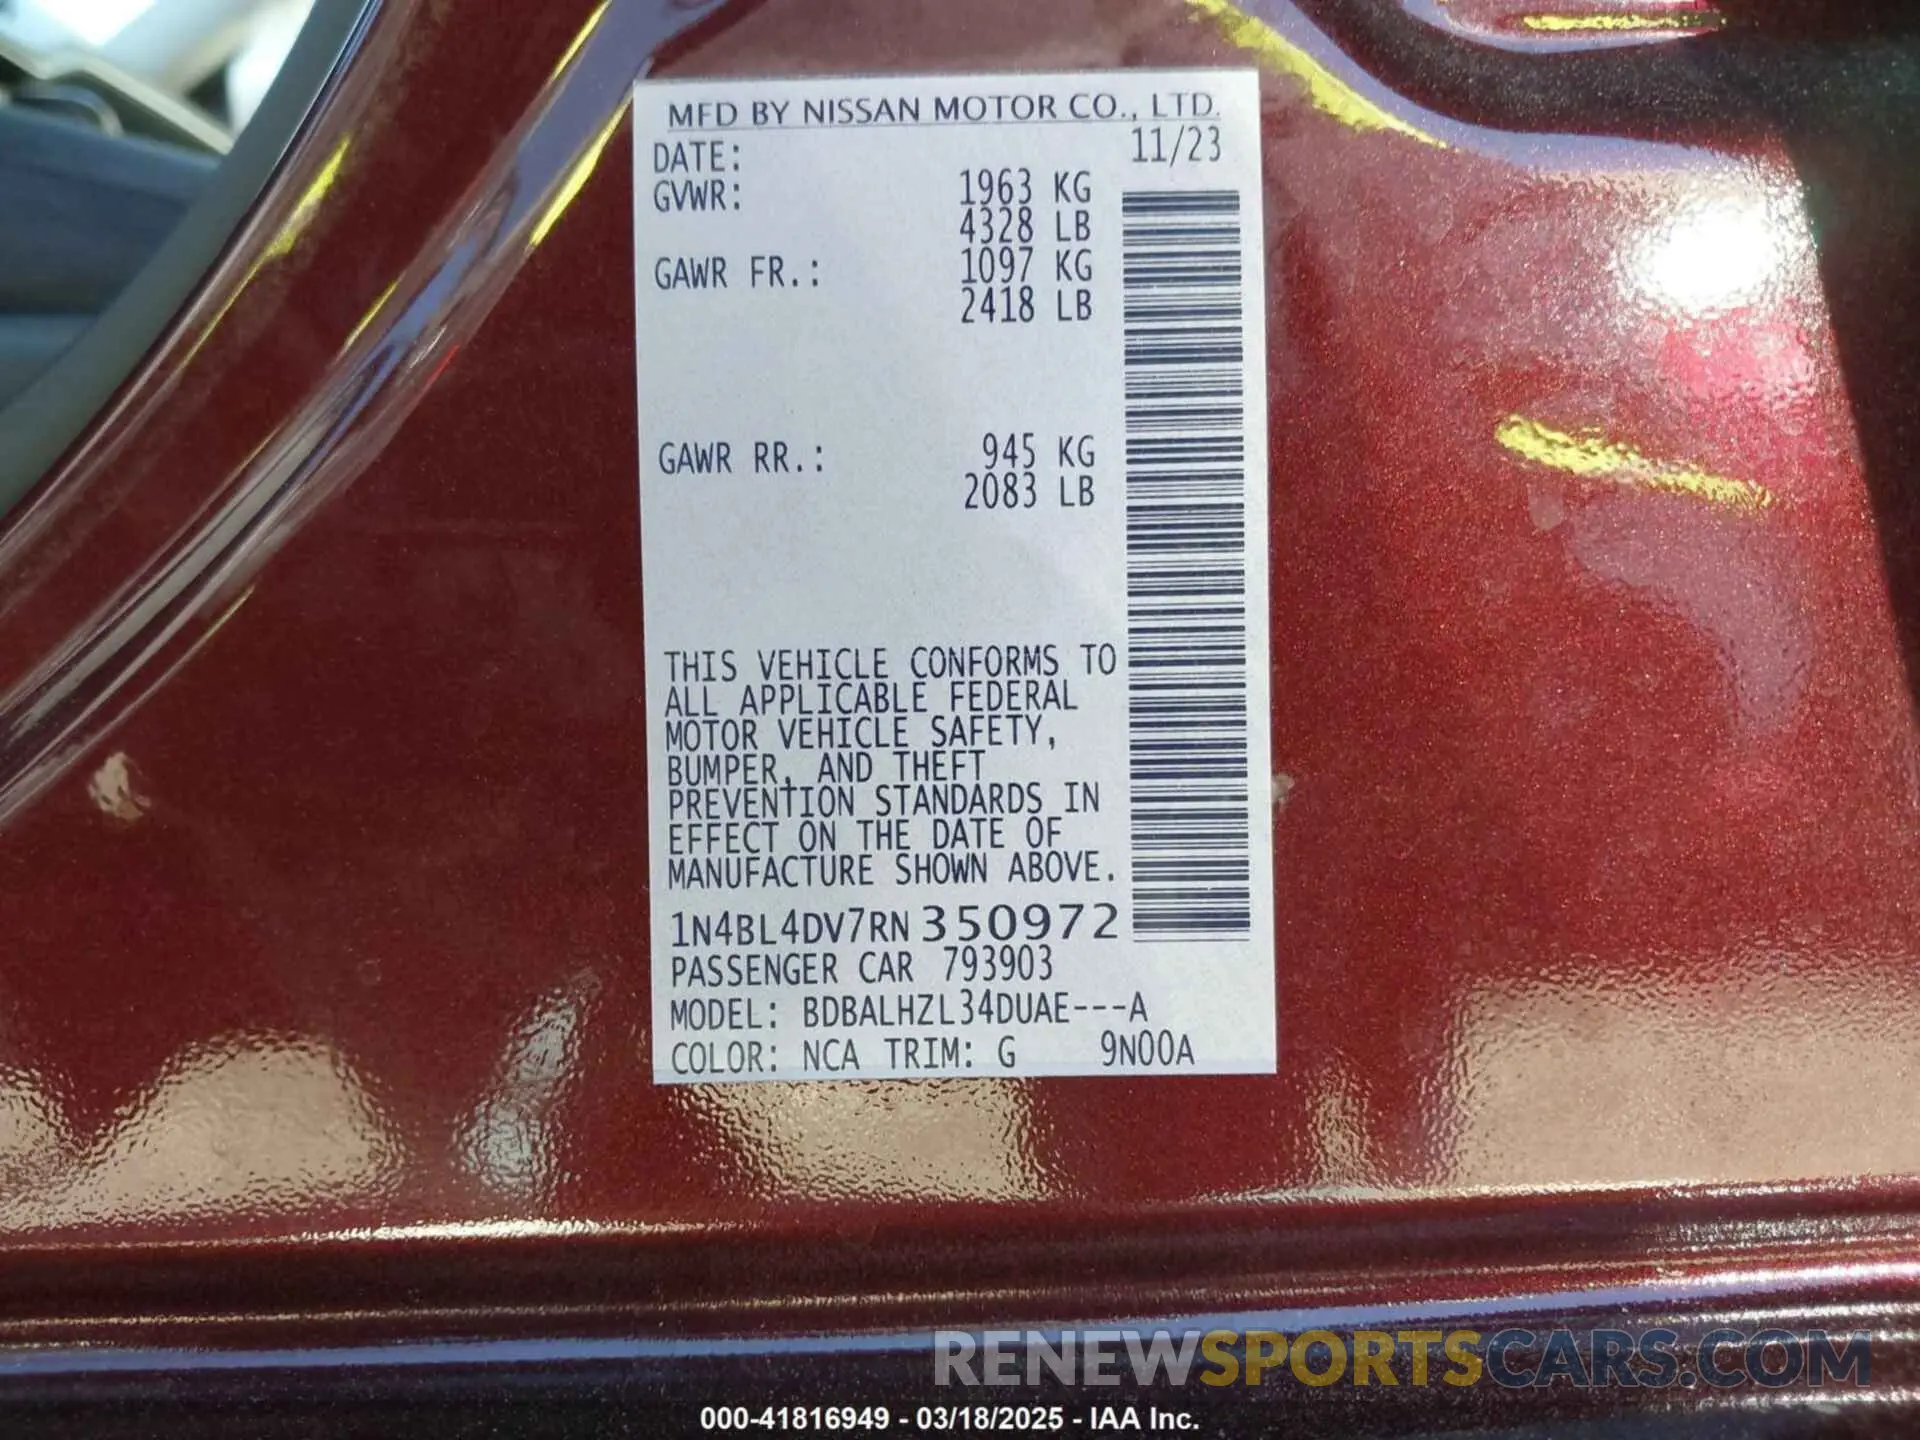 MFD BY NISSAN MOTOR CO., LTD.
DATE: 11/23
GVWR: 1963 KG
4328 LB
GAWR FR.: 1097 KG
2418 LB
GAWR RR.: 945 KG
2083 LB
THIS VEHICLE CONFORMS TO
ALL APPLICABLE FEDERAL
MOTOR VEHICLE SAFETY,
BUMPER, AND THEFT
PREVENTION STANDARDS IN
EFFECT ON THE DATE OF
MANUFACTURE SHOWN ABOVE.
1N4BL4DV7RN350972
PASSENGER CAR 793903
MODEL: BDBALHZL34DUAE---A
COLOR: NCA TRIM: G 9N00A
RENEWSPORTSCARS.COM
000-41816949 - 03/18/2025 - IAA Inc.